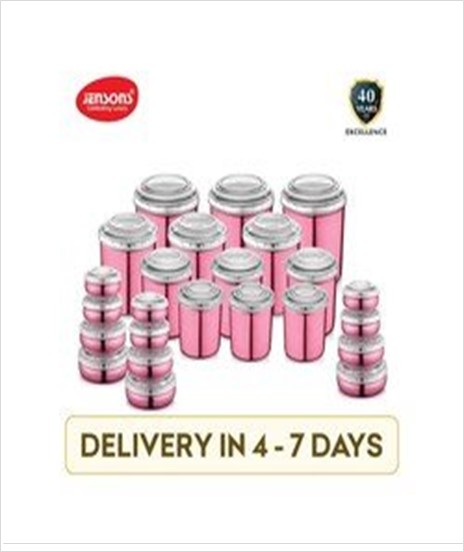 JENSONS
40
YEARS
EXCELLENCE
DELIVERY IN 4 - 7 DAYS